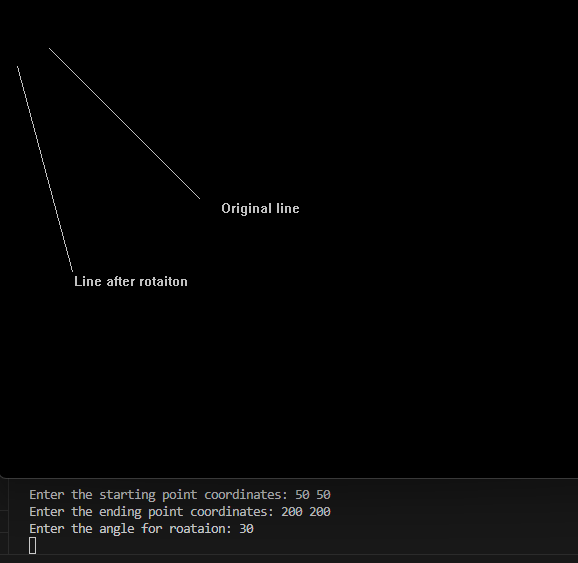 Original line
Line after rotaiton
Enter the starting point coordinates: 50 50
Enter the ending point coordinates: 200 200
Enter the angle for roataion: 30